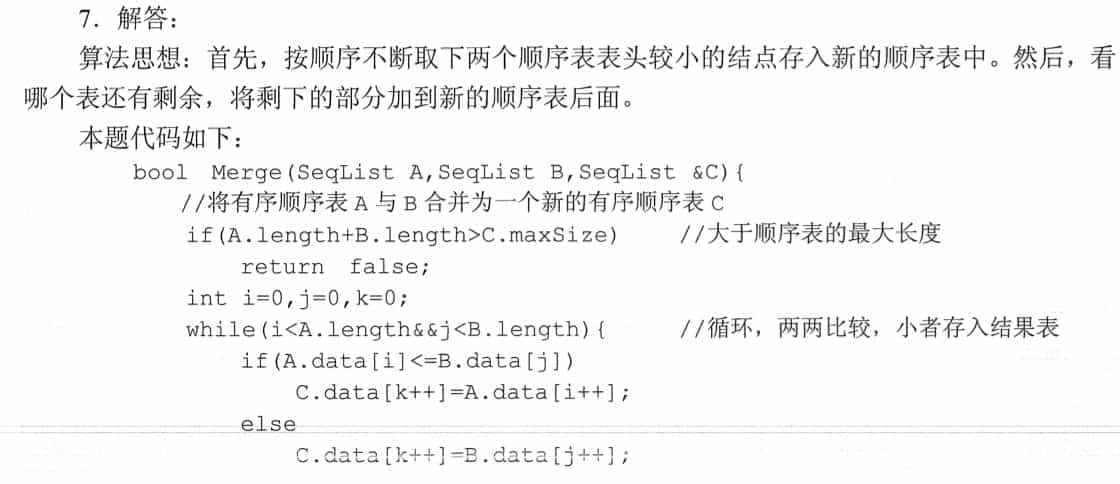 7．解答：
算法思想：首先，按顺序不断取下两个顺序表表头较小的结点存入新的顺序表中。然后，看
哪个表还有剩余，将剩下的部分加到新的顺序表后面。
本题代码如下：
bool  Merge(SeqList A,SeqList B,SeqList &C){
//将有序顺序表 A 与 B 合并为一个新的有序顺序表 C
if(A.length+B.length>C.maxSize)    //大于顺序表的最大长度
return  false;
int i=0,j=0,k=0;
while(i<A.length&&j<B.length){    //循环，两两比较，小者存入结果表
if(A.data[i]<=B.data[j])
C.data[k++]=A.data[i++];
else
C.data[k++]=B.data[j++];